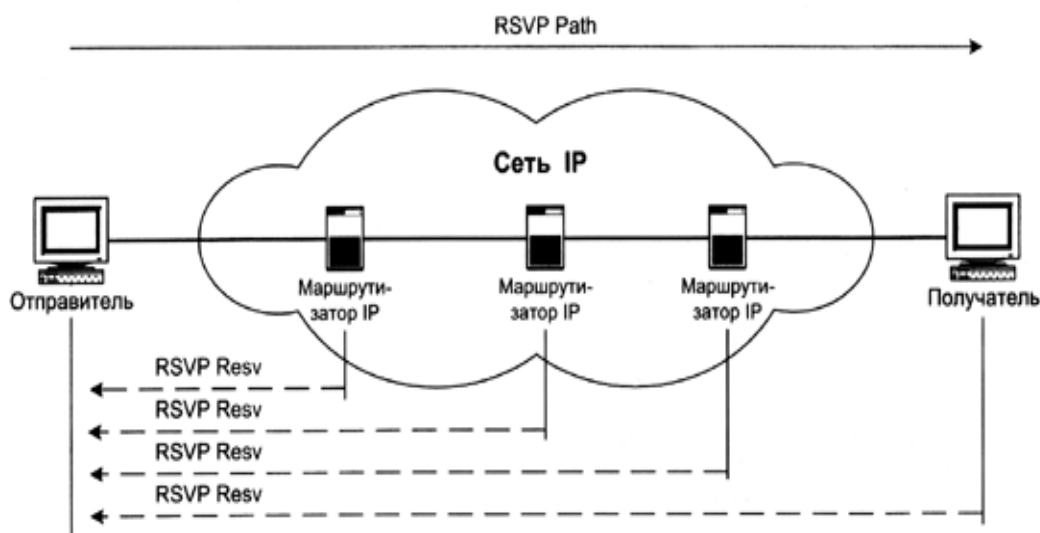 RSVP Path
Сеть IP
Отправитель
Маршрути-
затор IP
Маршрути-
затор IP
Маршрути-
затор IP
Получатель
RSVP Resv
RSVP Resv
RSVP Resv
RSVP Resv